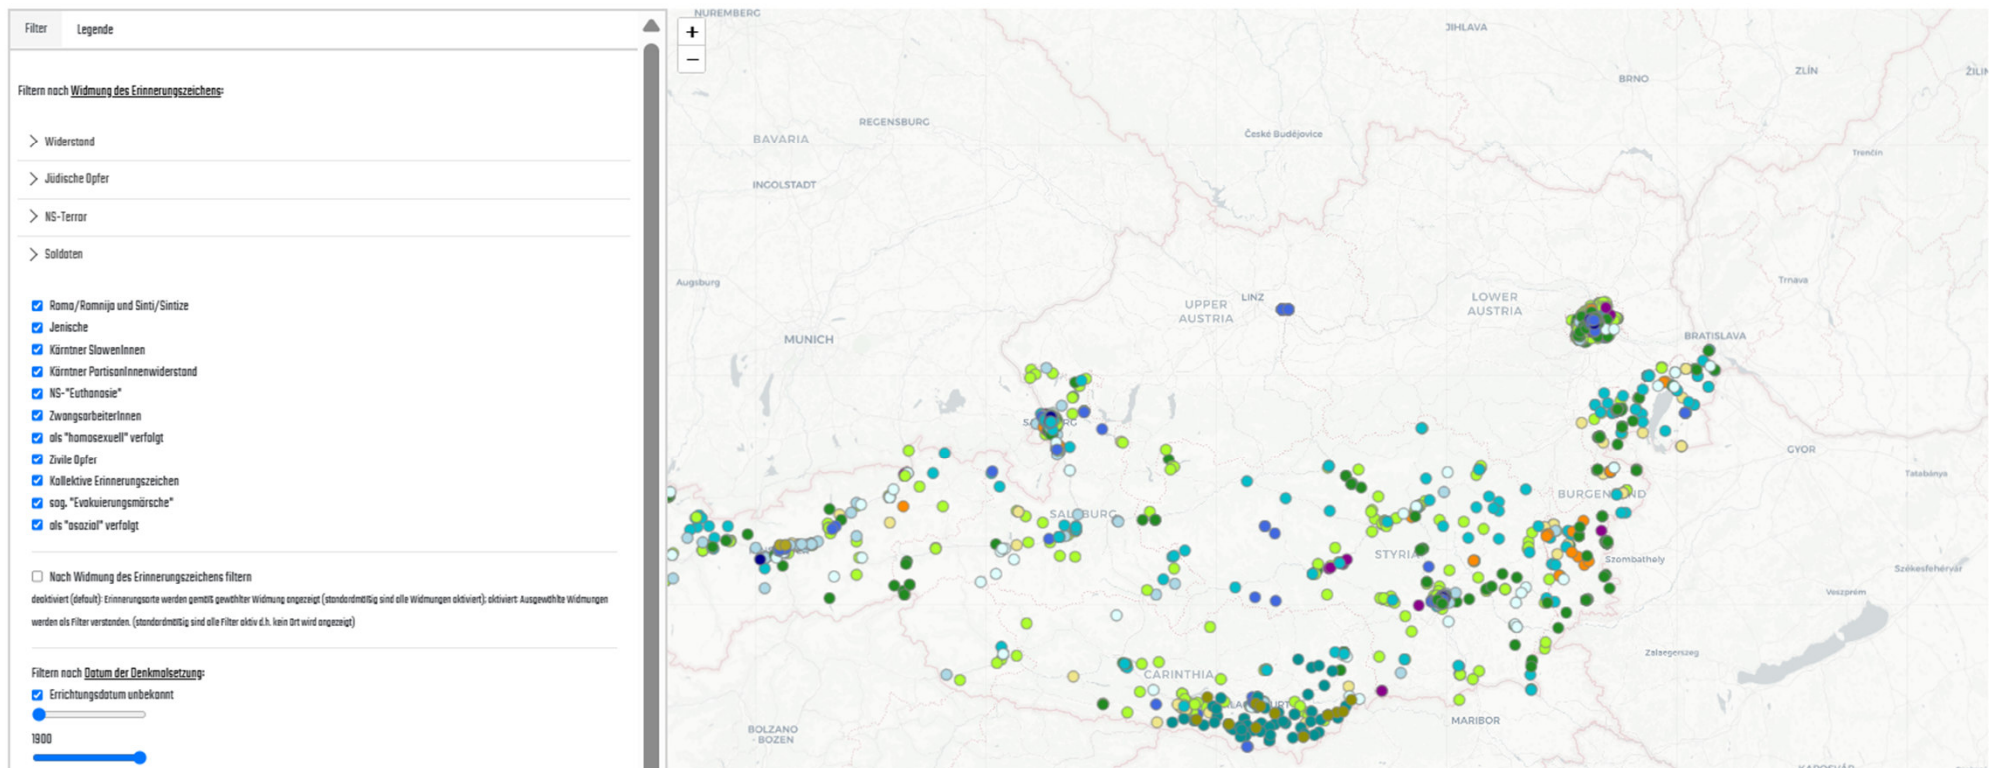 Filter
Legende
Filtern nach Widmung des Erinnerungszeichens:
Widerstand
Jüdische Opfer
NS-Terror
Soldaten
Roma/Romnija und Sinti/Sintize
Jenische
Kärntner SlowenInnen
Kärntner PartisanInnenwiderstand
NS-"Euthanasie"
ZwangsarbeiterInnen
als "homosexuell" verfolgt
Zivile Opfer
Kollektive Erinnerungszeichen
sog. "Evakuierungsmärsche"
als "asozial" verfolgt
Nach Widmung des Erinnerungszeichens filtern
deaktiviert (default): Erinnerungsorte werden gemäß gewählter Widmung angezeigt (standardmäßig sind alle Widmungen aktiviert); aktiviert: Ausgewählte Widmungen
werden als Filter verstanden. (standardmäßig sind alle Filter aktiv d.h. kein Ort wird angezeigt)
Filtern nach Datum der Denkmalsetzung:
Errichtungsdatum unbekannt
1900
+
−
NUREMBERG
JIHLAVA
BRNO
ZLÍN
REGENSBURG
BAVARIA
České Budějovice
Trenčín
INGOLSTADT
Augsburg
Trnava
LINZ
UPPER
AUSTRIA
LOWER
AUSTRIA
MUNICH
BRATISLAVA
GYOR
Tatabánya
SALZBURG
STYRIA
Szombathely
Székesfehérvár
Veszprém
Zalaegerszeg
CARINTHIA
MARIBOR
BOLZANO
- BOZEN